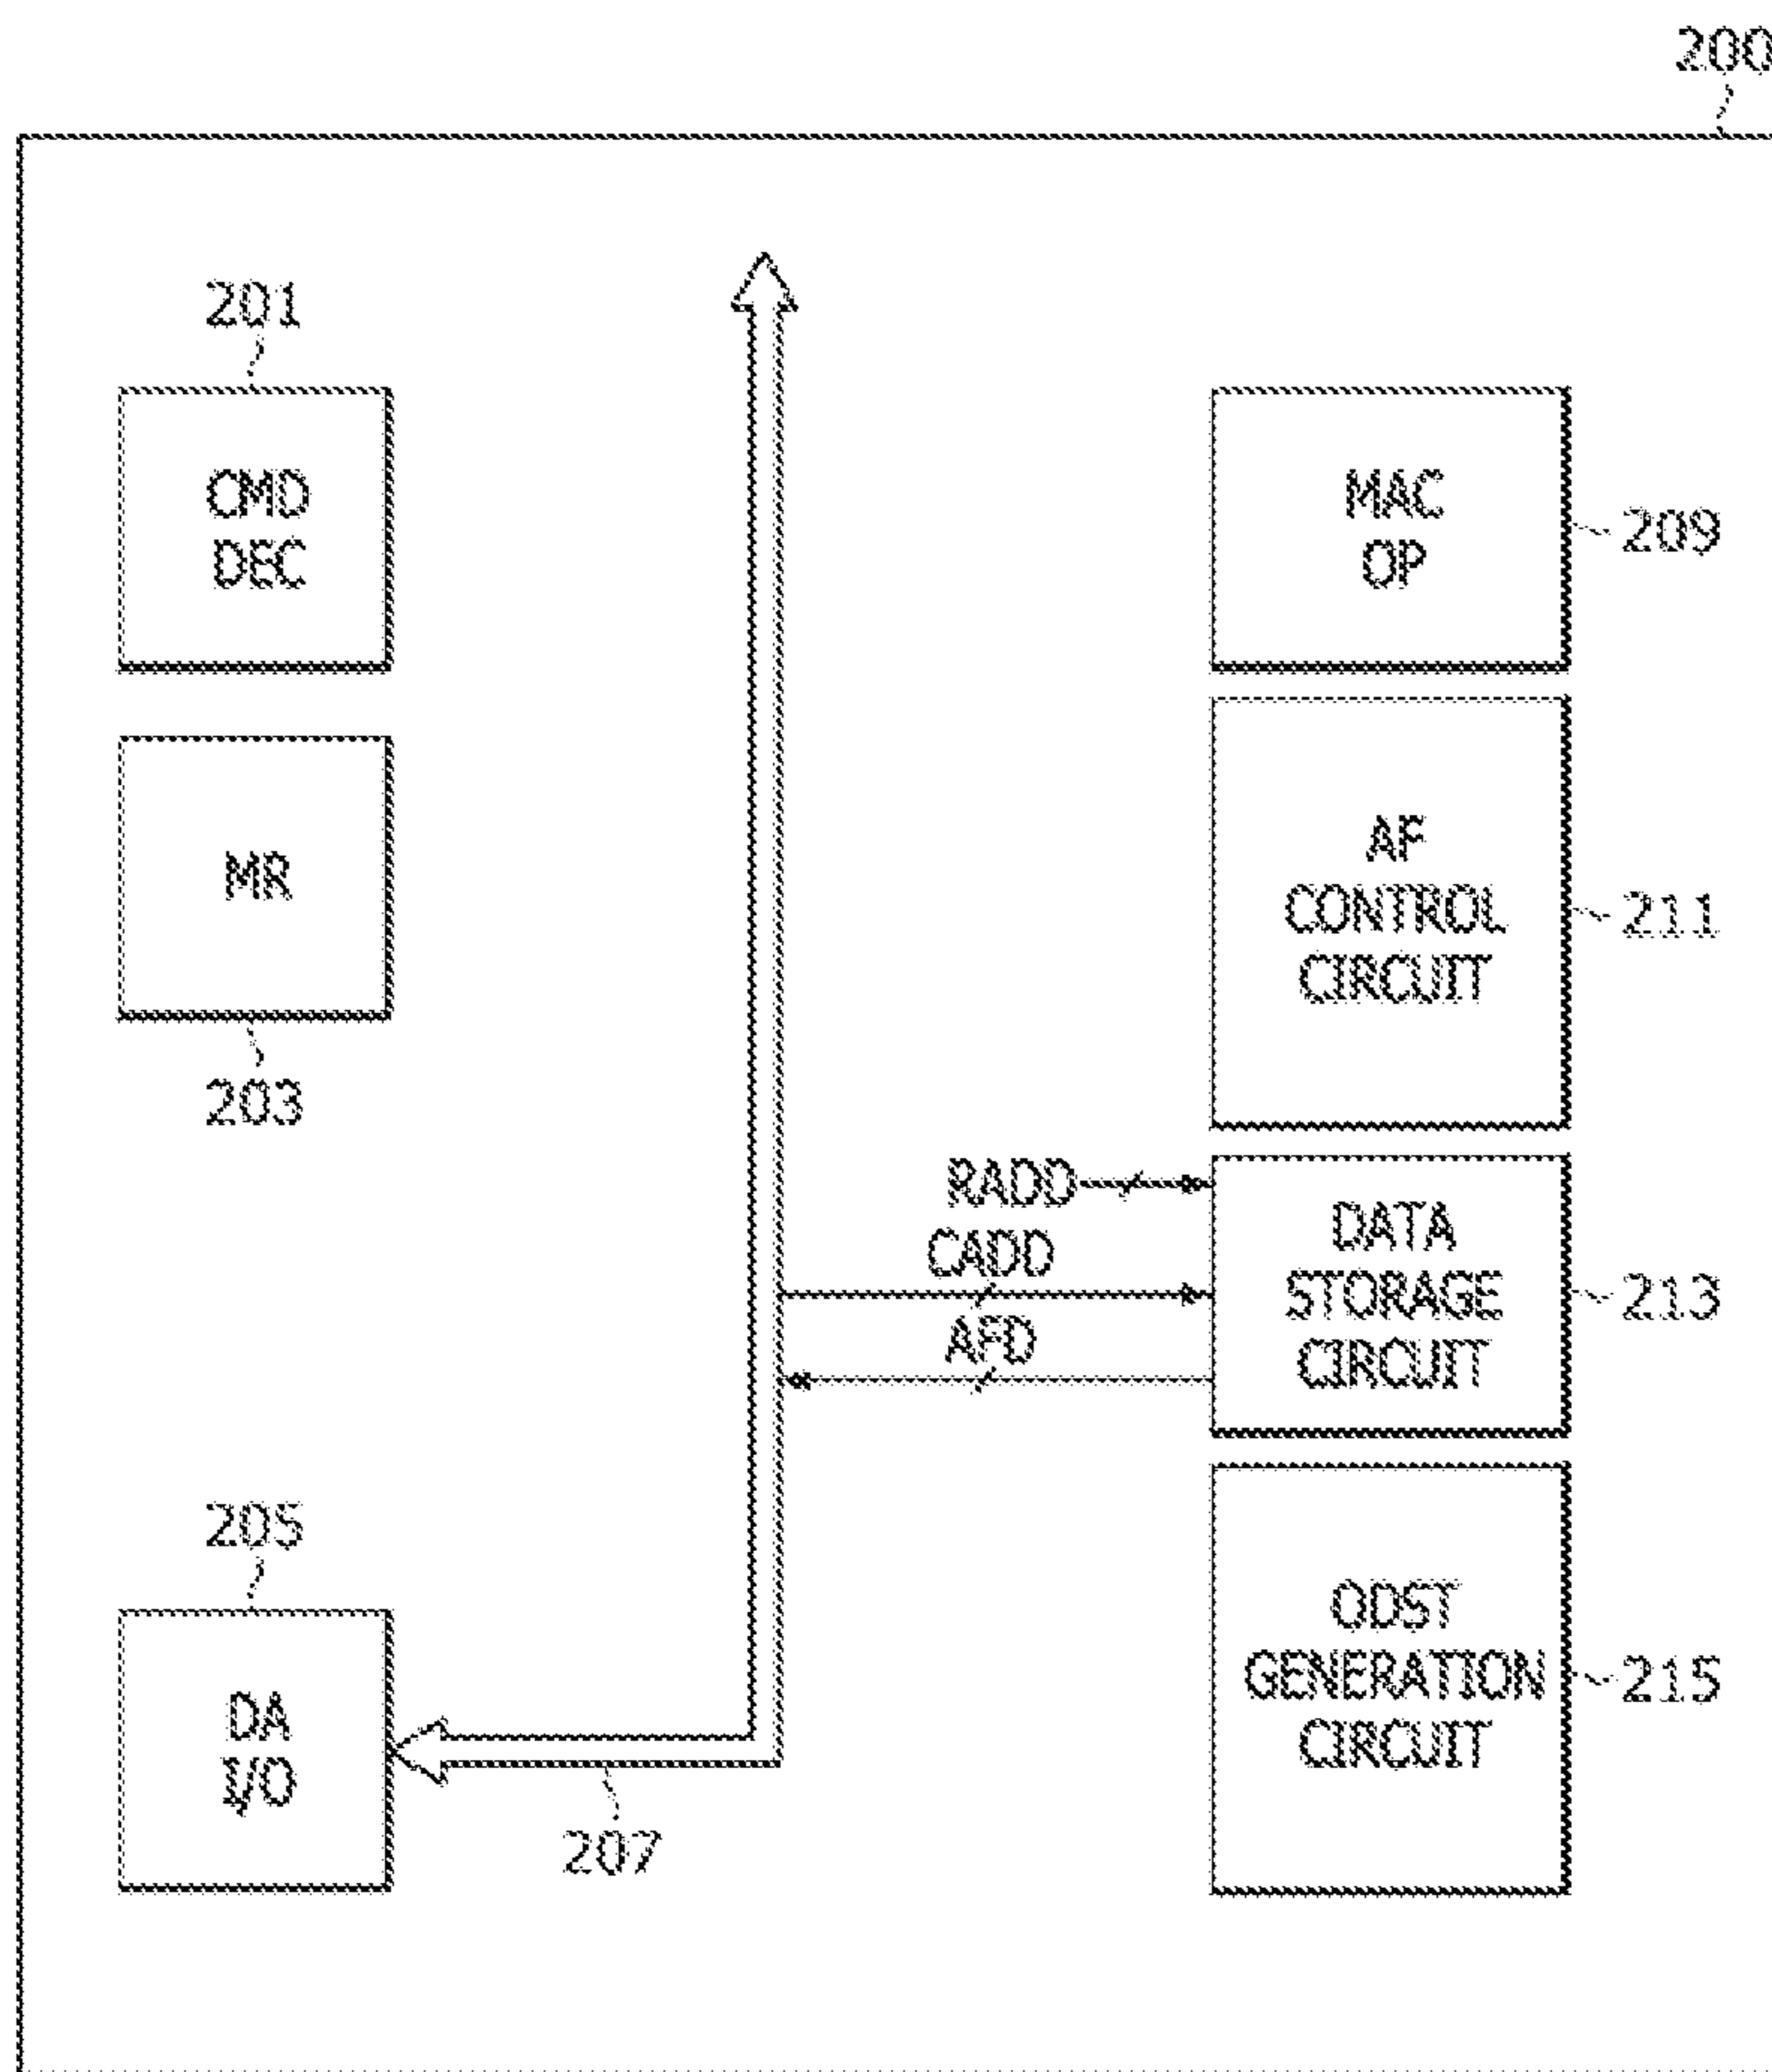 200
201
CMD
DEC
MR
203
205
DA
I/O
207
MAC
OP
209
AF
CONTROL
CIRCUIT
211
RADD
CADD
AFD
DATA
STORAGE
CIRCUIT
213
ODST
GENERATION
CIRCUIT
215